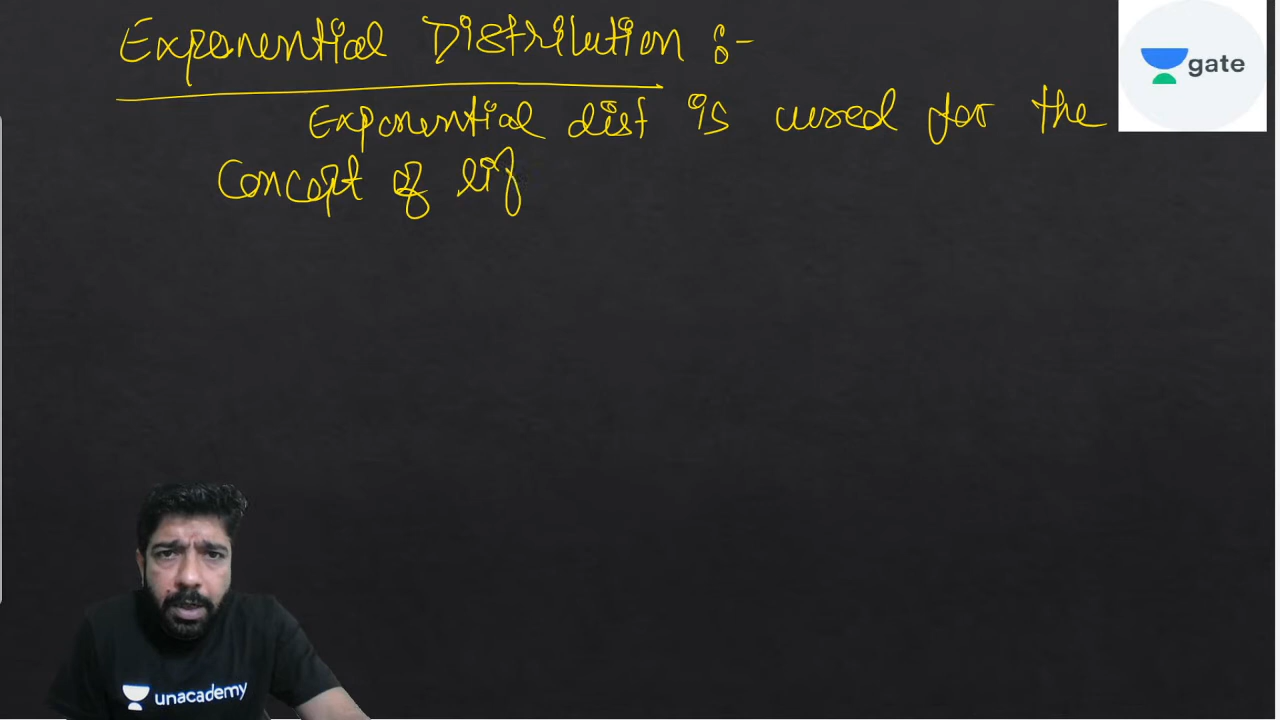 Exponential Distribution :-
Exponential dist is used for the
Concept of lif
gate
unacademy